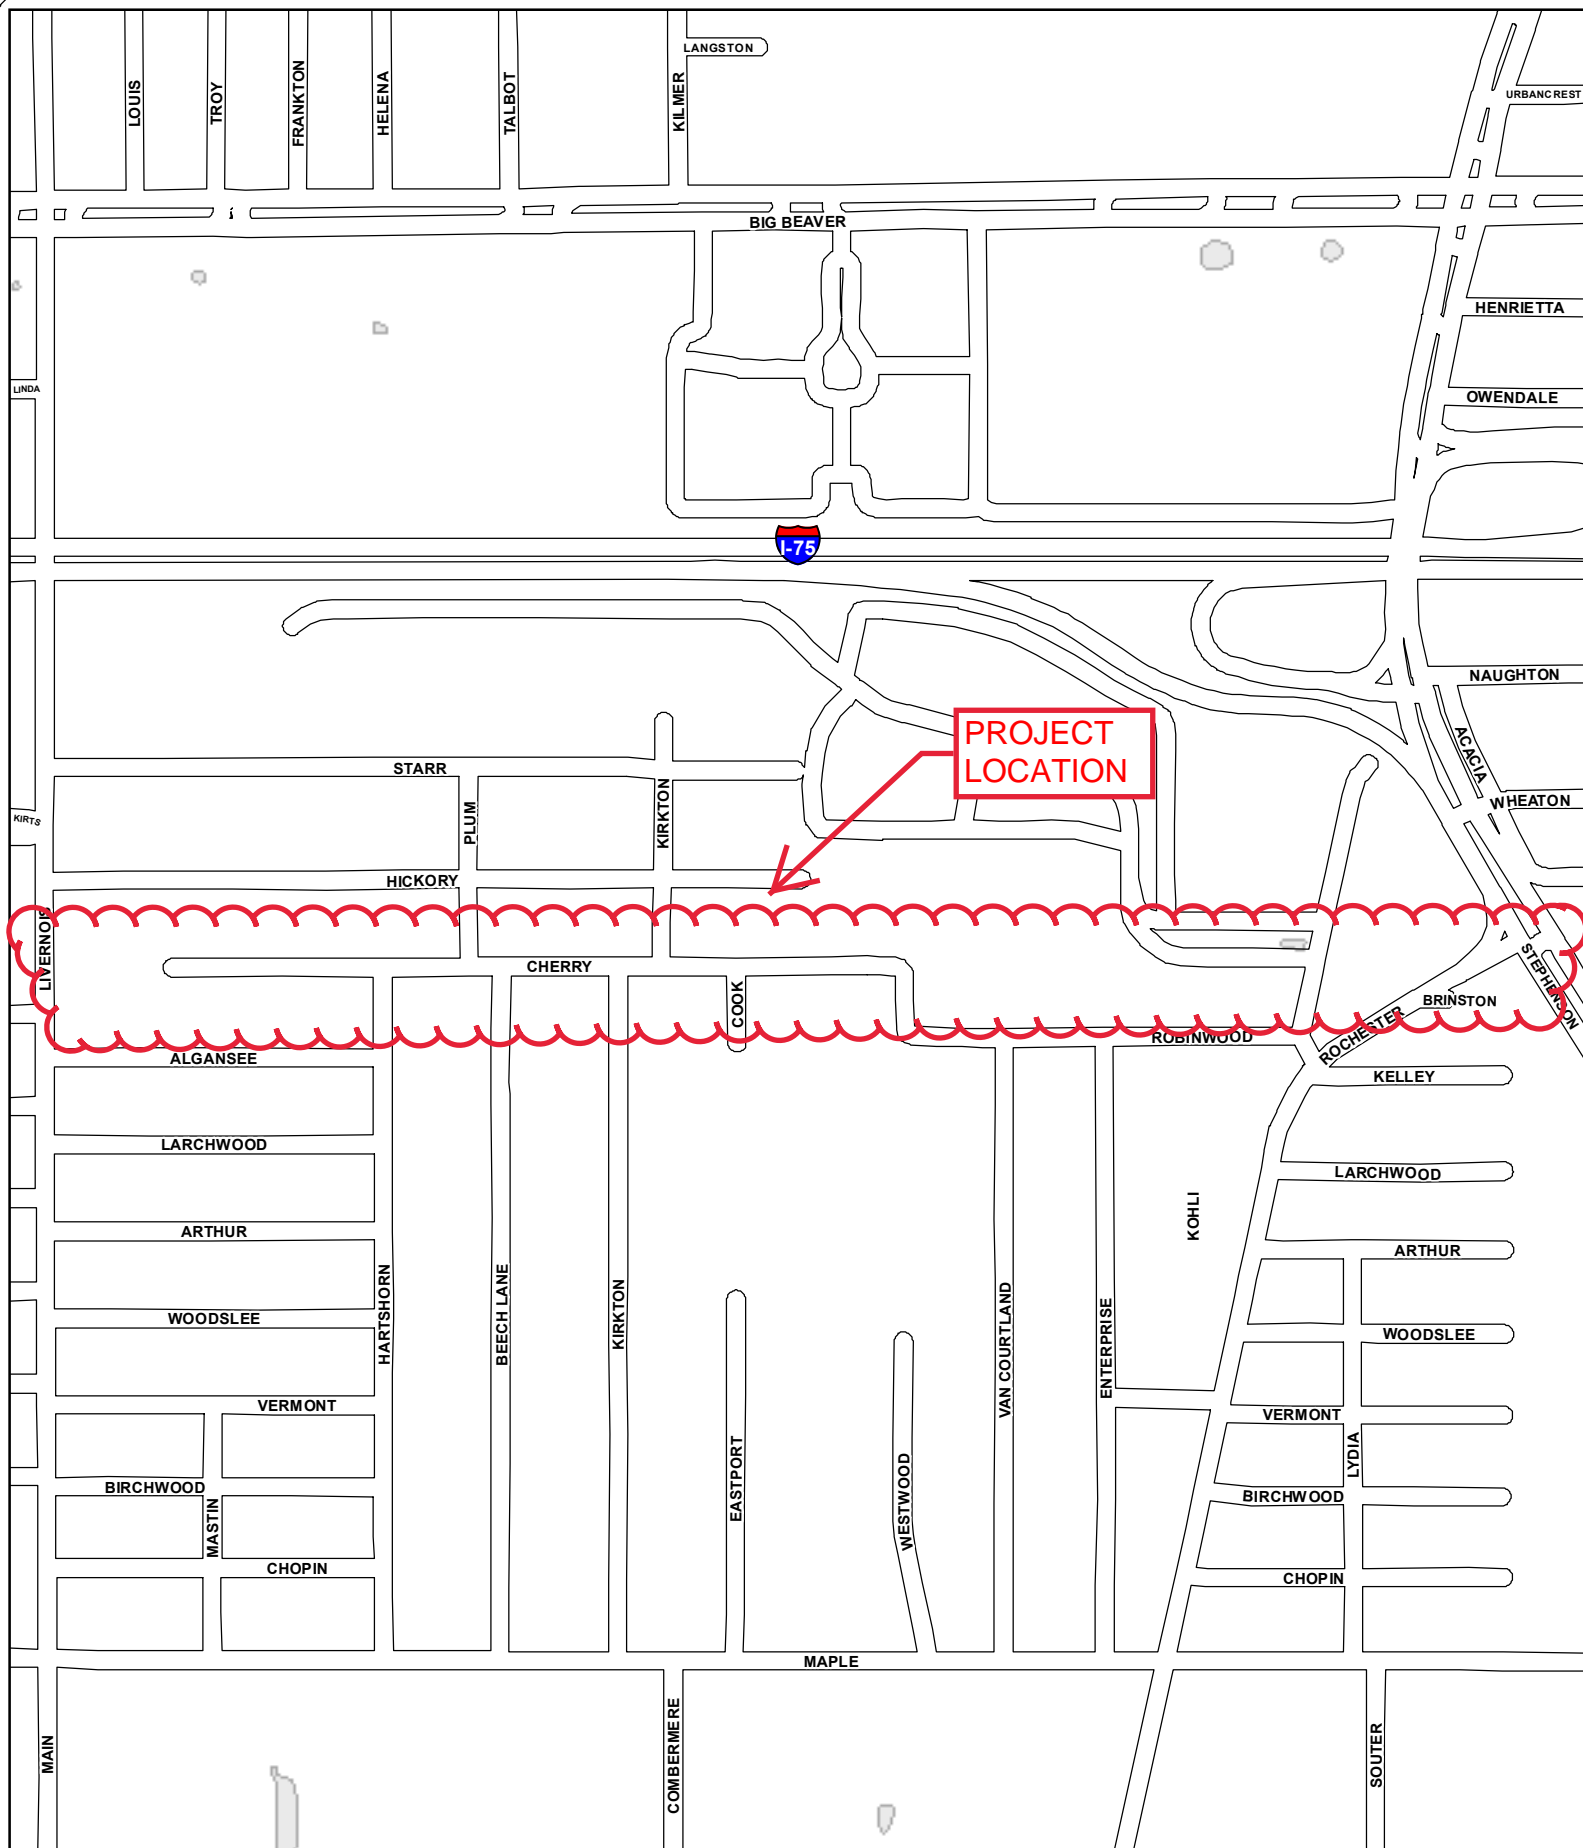 LANGSTON
LOUIS
TROY
FRANKTON
HELENA
TALBOT
KILMER
URBANCREST
BIG BEAVER
HENRIETTA
LINDA
OWENDALE
I-75
NAUGHTON
PROJECT
LOCATION
ACACIA
STARR
PLUM
KIRKTON
WHEATON
KIRTS
HICKORY
LIVERNOIS
CHERRY
COOK
STEPHENSON
BRINSTON
ROCHESTER
ROBINWOOD
ALGANSEE
KELLEY
LARCHWOOD
LARCHWOOD
KOHLI
ARTHUR
ARTHUR
HARTSHORN
BEECH LANE
KIRKTON
VAN COURTLAND
ENTERPRISE
WOODSLEE
WOODSLEE
VERMONT
VERMONT
LYDIA
EASTPORT
WESTWOOD
BIRCHWOOD
BIRCHWOOD
MASTIN
CHOPIN
CHOPIN
MAPLE
MAIN
COMBERMERE
SOUTER